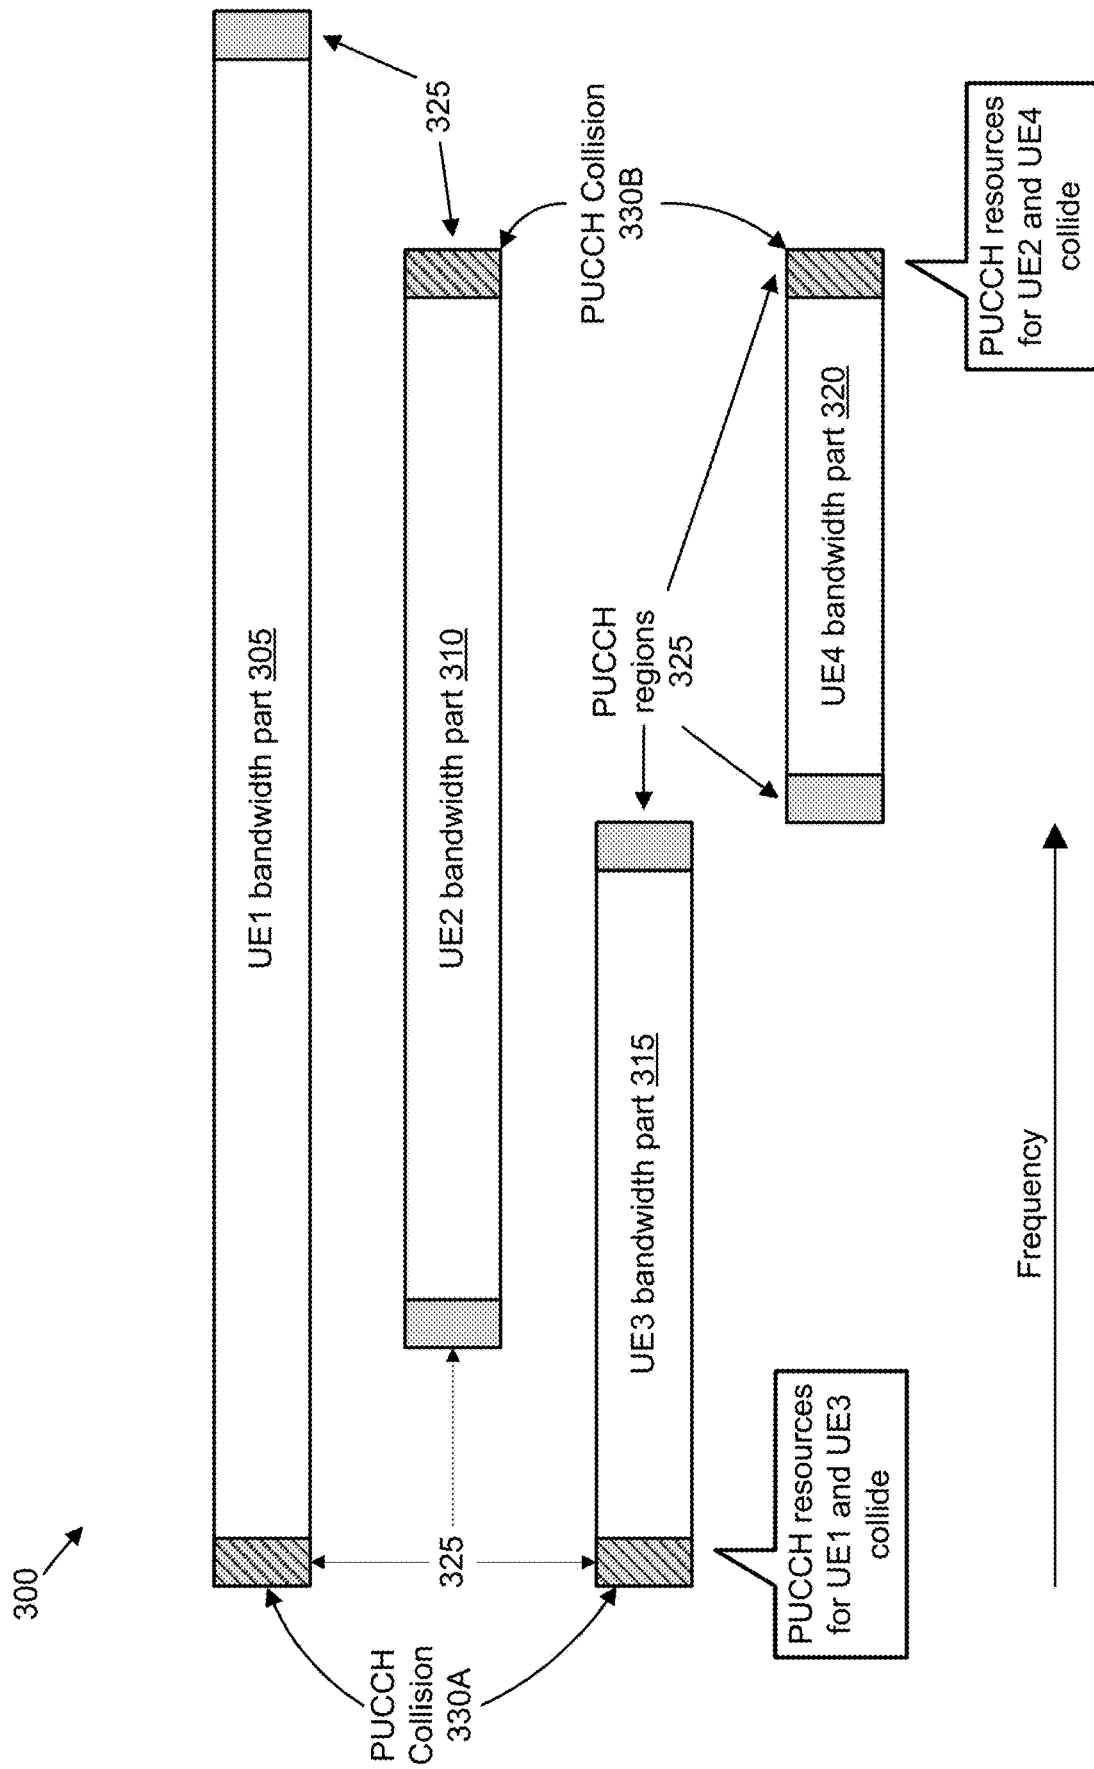 300
UE1 bandwidth part 305
325
UE2 bandwidth part 310
PUCCH Collision
330B
PUCCH
Collision
330A
325
PUCCH
regions
325
UE3 bandwidth part 315
UE4 bandwidth part 320
PUCCH resources
for UE1 and UE3
collide
PUCCH resources
for UE2 and UE4
collide
Frequency